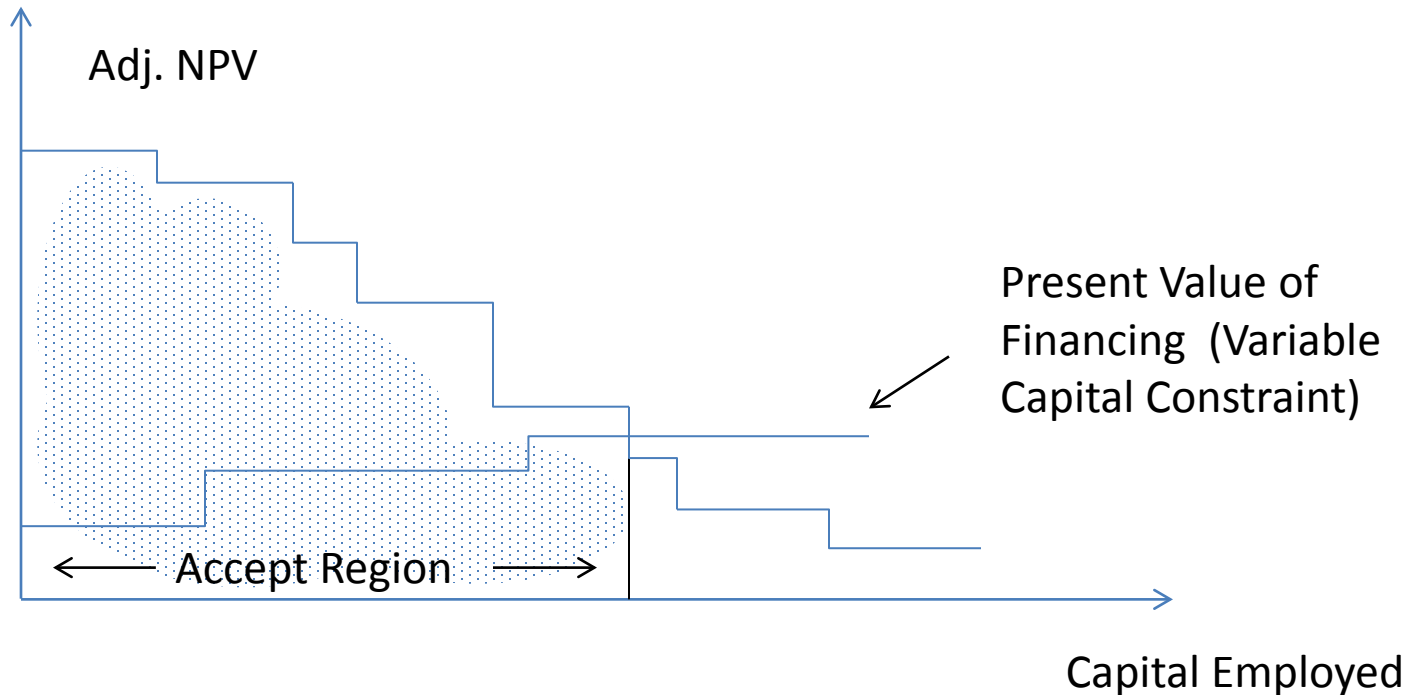 Adj. NPV
Present Value of
Financing (Variable
Capital Constraint)
Accept Region
Capital Employed